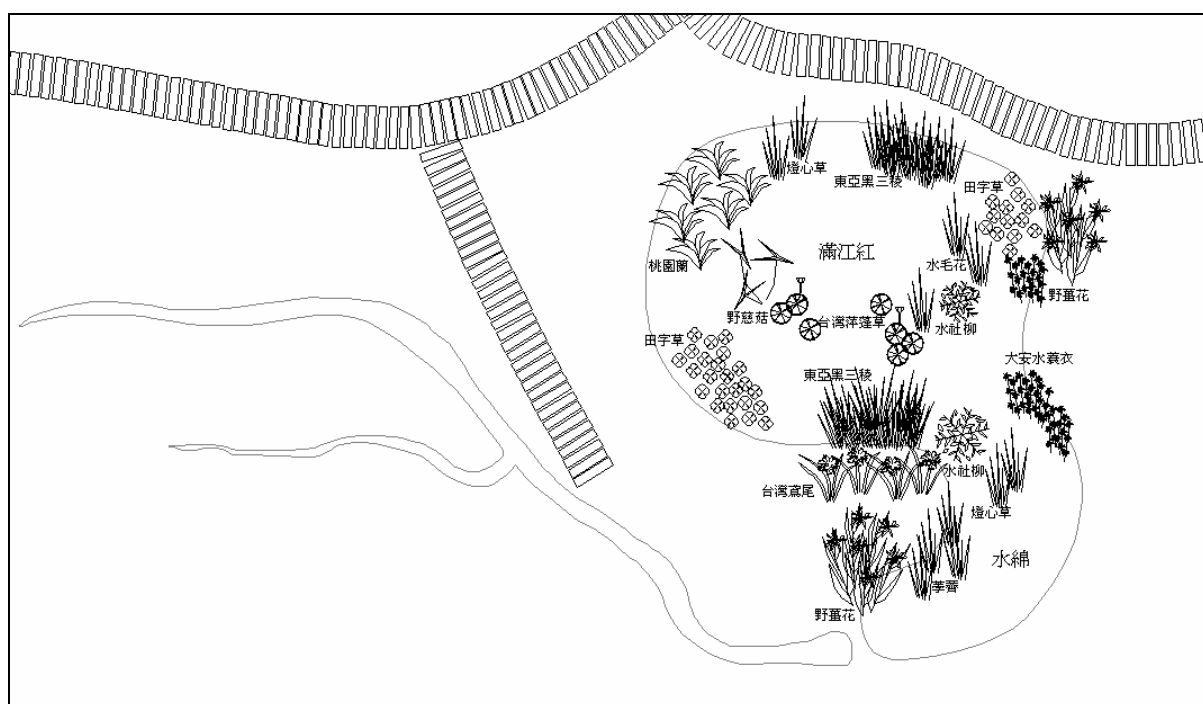 燈心草
東亞黑三稜
田字草
滿江紅
水毛花
桃園蘭
野薑花
野慈菇
台灣萍蓬草
水社柳
田字草
大安水蓑衣
東亞黑三稜
水社柳
台灣鳶尾
燈心草
水綿
荸薺
野薑花